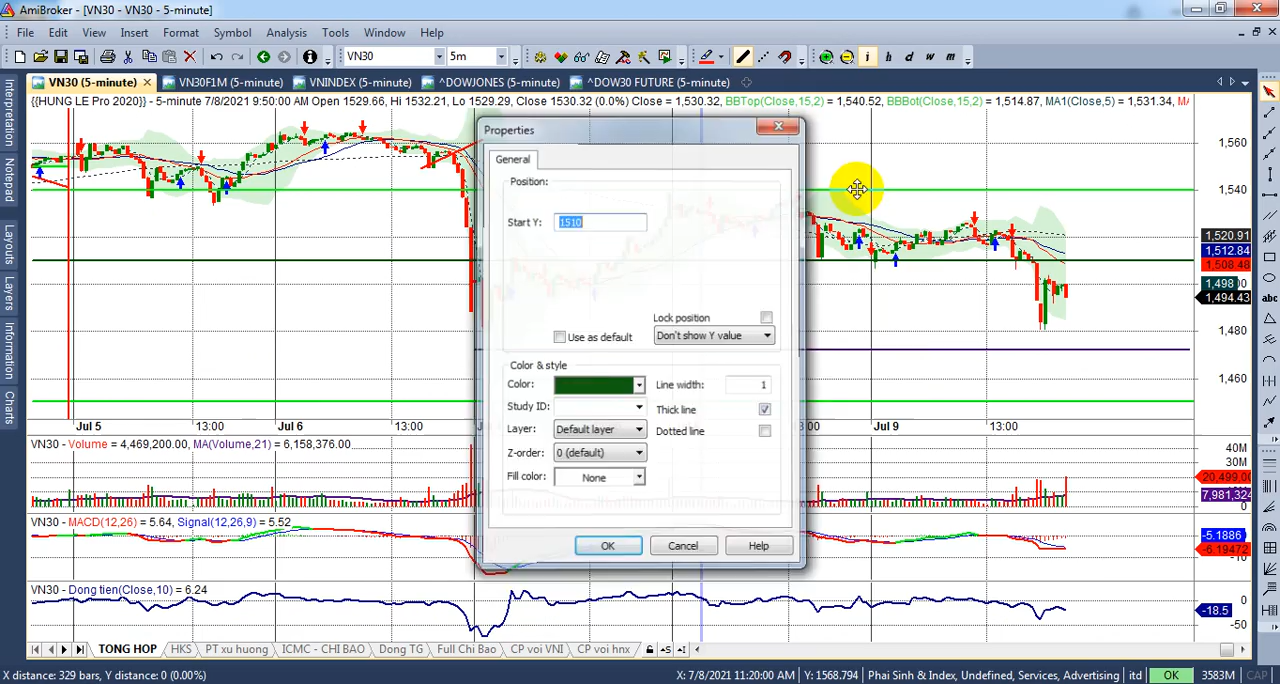 AmiBroker - [VN30 - VN30 - 5-minute]
File Edit View Insert Format Symbol Analysis Tools Window Help
VN30 5m i h d w m
VN30 (5-minute) VN30F1M (5-minute) VNINDEX (5-minute) ^DOWJONES (5-minute) ^DOW30 FUTURE (5-minute)
{{HUNG LE Pro 2020}} - 5-minute 7/8/2021 9:50:00 AM Open 1529.66, Hi 1532.21, Lo 1529.29, Close 1530.32 (0.0%) Close = 1,530.32, BBTop(Close,15,2) = 1,540.52, BBBot(Close,15,2) = 1,514.87, MA1(Close,5) = 1,531.34,
Interpretation
Notepad
Layouts
Layers
Information
Charts
Properties
General
Position:
Start Y: 1510
Lock position
Use as default Don't show Y value
Color & style
Color: Line width: 1
Study ID: Thick line
Layer: Default layer Dotted line
Z-order: 0 (default)
Fill color: None
OK Cancel Help
1,560
1,540
1,520.91
1,512.84
1,508.48
1,498
1,494.43
1,480
1,460
abc
Jul 5 13:00 13:00 Jul 9 13:00
VN30 - Volume = 4,469,200.00, MA(Volume,21) = 6,158,376.00
40M
30M
20,499,00
7,981,324
VN30 - MACD(12,26) = 5.64, Signal(12,26,9) = 5.52
-5.1886
-6.19472
VN30 - Dong tien(Close,10) = 6.24
0
-18.5
-50
TONG HOP HKS PT xu huong ICMC - CHI BAO Dong TG Full Chi Bao CP voi VNI CP voi hnx
X distance: 329 bars, Y distance: 0 (0.00%) X: 7/8/2021 11:20:00 AM Y: 1568.794 Phai Sinh & Index, Undefined, Services, Advertising itd OK 3583M CAP